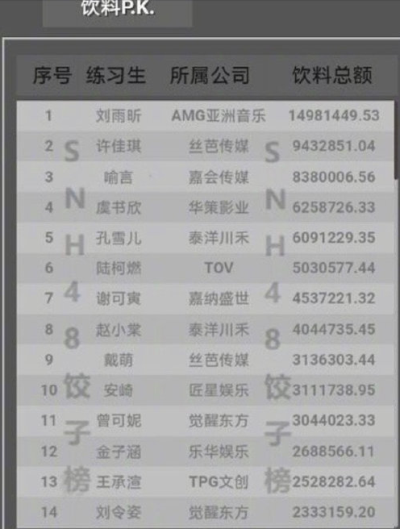 饮料P.K.
序号 练习生 所属公司 饮料总额
1 刘雨昕 AMG亚洲音乐 14981449.53
2 许佳琪 丝芭传媒 9432851.04
3 喻言 嘉会传媒 8380006.56
4 虞书欣 华策影业 6258726.33
5 孔雪儿 泰洋川禾 6091229.35
6 陆柯燃 TOV 5030577.44
7 谢可寅 嘉纳盛世 4537221.32
8 赵小棠 泰洋川禾 4044735.45
9 戴萌 丝芭传媒 3136303.44
10 安崎 匠星娱乐 3111738.95
11 曾可妮 觉醒东方 3044023.33
12 金子涵 乐华娱乐 2688566.11
13 王承渲 TPG文创 2528282.64
14 刘令姿 觉醒东方 2333159.20
SNH48饺子榜
SNH48饺子榜